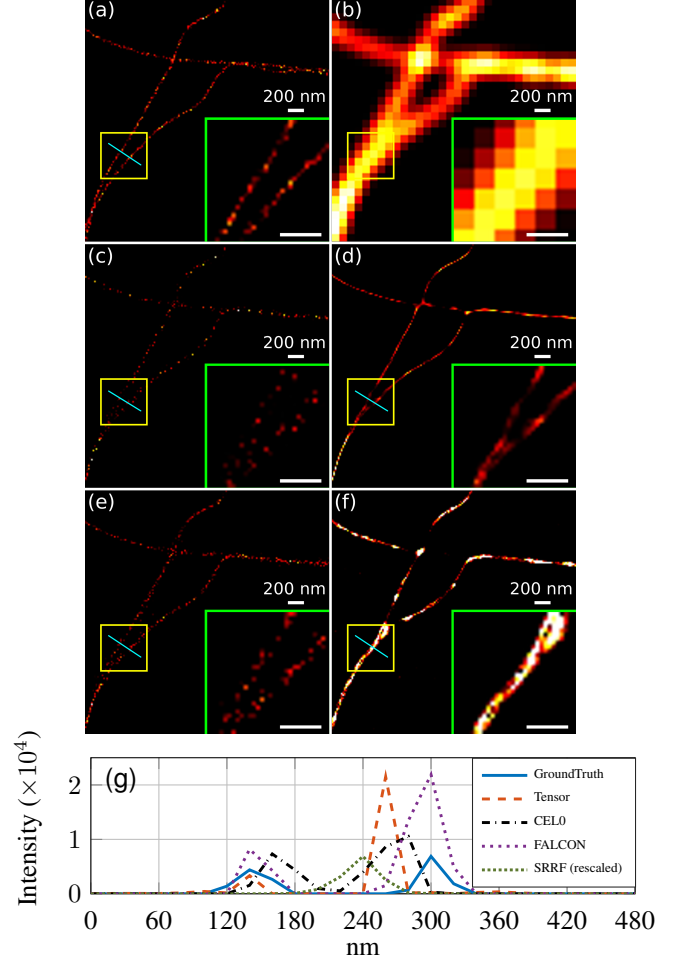 (a) (b)
200 nm 200 nm
(c) (d)
200 nm 200 nm
(e) (f)
200 nm 200 nm
(g)
Intensity (×10⁴)
2
1
0
GroundTruth
Tensor
CEL0
FALCON
SRRF (rescaled)
0 60 120 180 240 300 360 420 480
nm